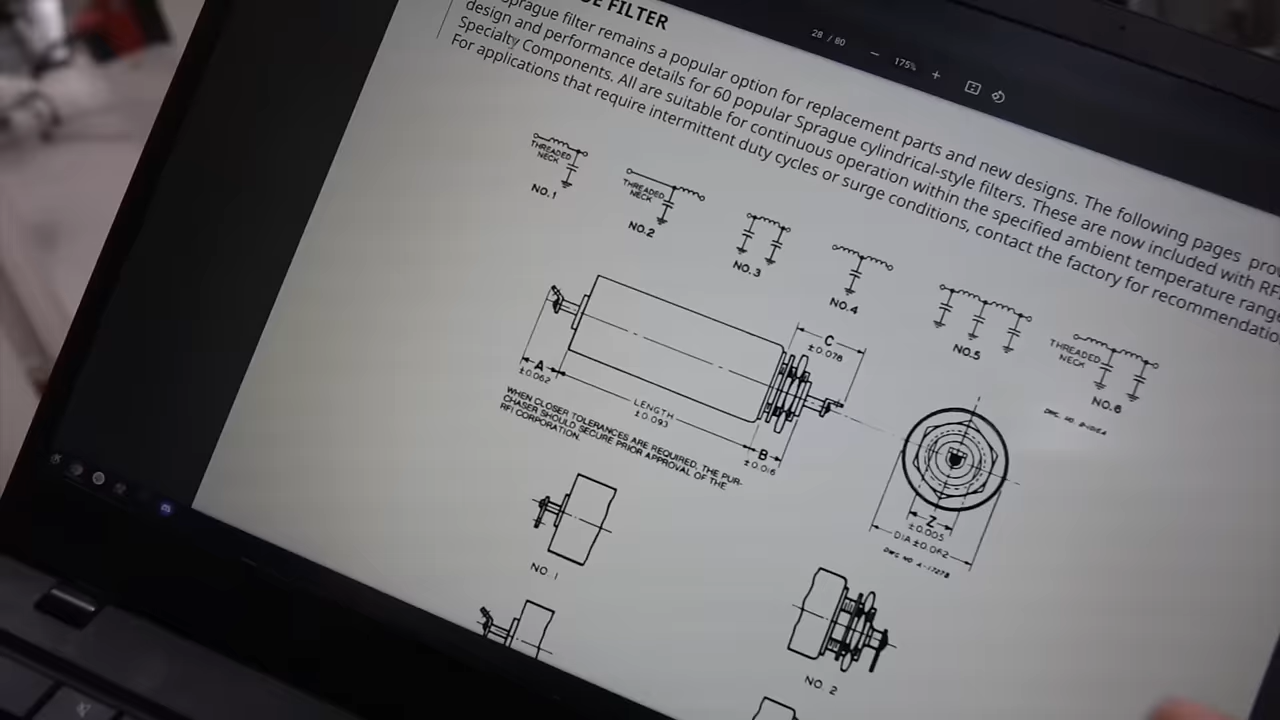 FILTER
28 / 80
175%
Sprague filter remains a popular option for replacement parts and new designs. The following pages
design and performance details for 60 popular Sprague cylindrical-style filters. These are now included with RF
Specialty Components. All are suitable for continuous operation within the specified ambient temperature
For applications that require intermittent duty cycles or surge conditions, contact the factory for
THREADED
NECK
NO.1
THREADED
NECK
NO.2
NO.3
NO.4
NO.5
THREADED
NECK
NO.6
C
±0.078
A
±0.062
LENGTH
±0.093
B
±0.016
WHEN CLOSER TOLERANCES ARE REQUIRED, THE PUR-
CHASER SHOULD SECURE PRIOR APPROVAL OF THE
RFI CORPORATION.
Z
±0.005
DIA ±0.062
DWG NO A-17278
NO 1
NO. 2